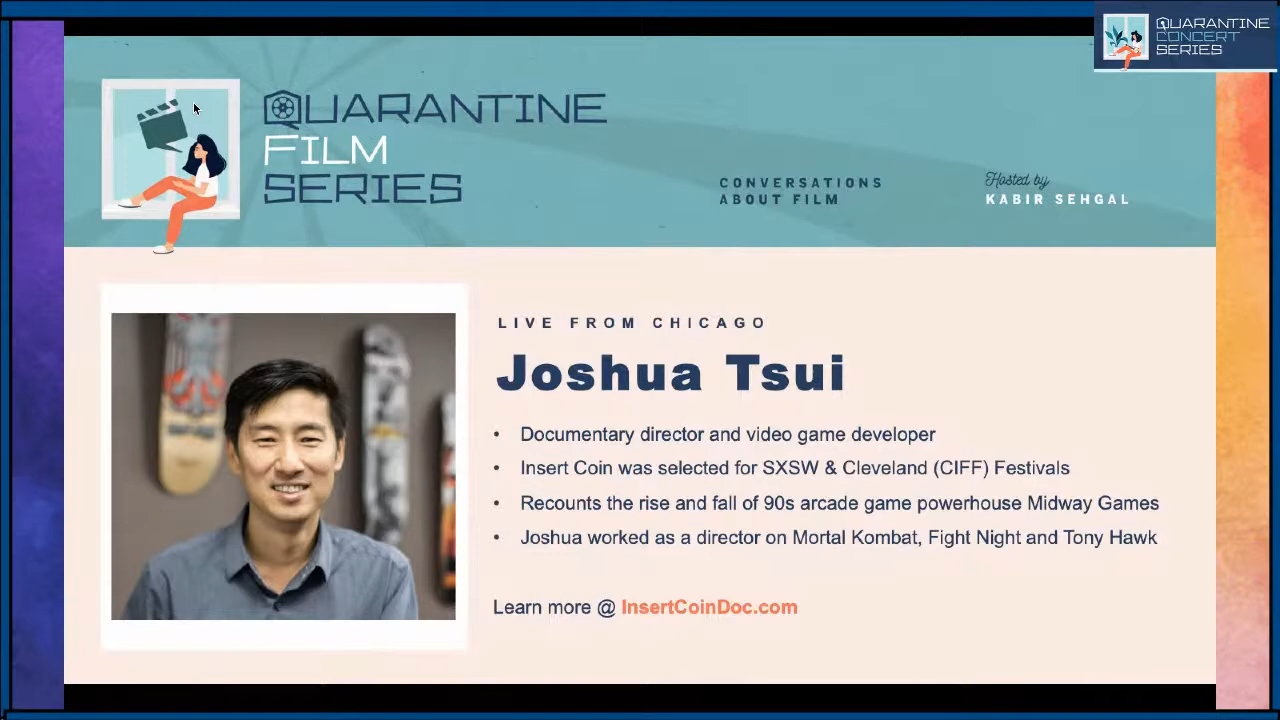 QUARANTINE
CONCERT
SERIES
QUARANTINE
FILM
SERIES
CONVERSATIONS
ABOUT FILM
Hosted by
KABIR SEHGAL
LIVE FROM CHICAGO
Joshua Tsui
• Documentary director and video game developer
• Insert Coin was selected for SXSW & Cleveland (CIFF) Festivals
• Recounts the rise and fall of 90s arcade game powerhouse Midway Games
• Joshua worked as a director on Mortal Kombat, Fight Night and Tony Hawk
Learn more @ InsertCoinDoc.com